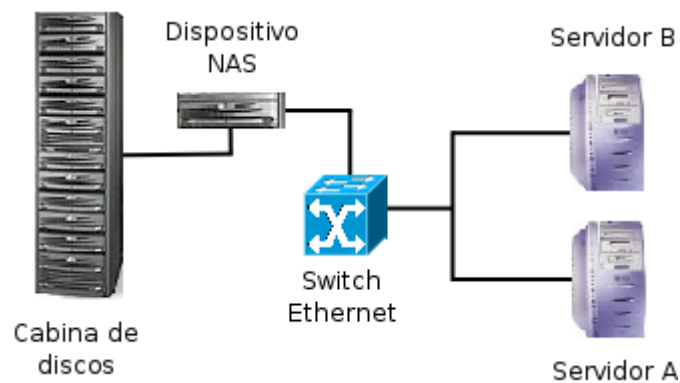 Dispositivo
NAS
Servidor B
Switch
Ethernet
Cabina de
discos
Servidor A